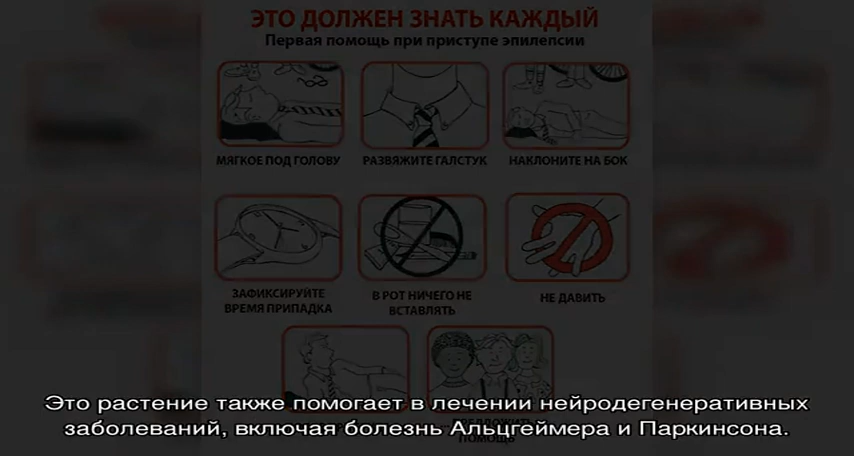 ЭТО ДОЛЖЕН ЗНАТЬ КАЖДЫЙ
Первая помощь при приступе эпилепсии
МЯГКОЕ ПОД ГОЛОВУ
РАЗВЯЖИТЕ ГАЛСТУК
НАКЛОНИТЕ НА БОК
ЗАФИКСИРУЙТЕ
ВРЕМЯ ПРИПАДКА
В РОТ НИЧЕГО НЕ
ВСТАВЛЯТЬ
НЕ ДАВИТЬ
ПОМОЩЬ
Это растение также помогает в лечении нейродегенеративных
заболеваний, включая болезнь Альцгеймера и Паркинсона.